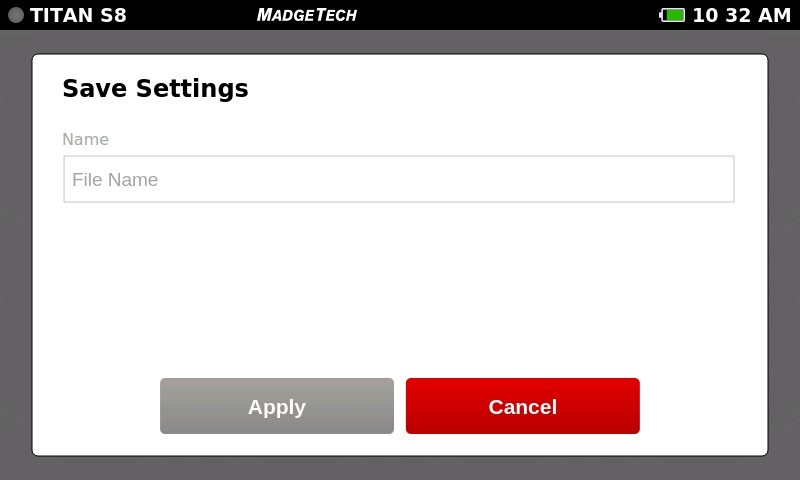 TITAN S8 MADGETECH 10 32 AM
Save Settings
Name
File Name
Apply Cancel